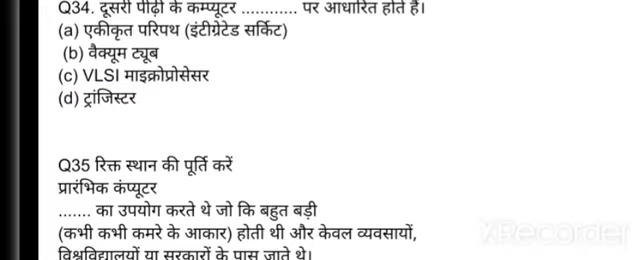 Q34. दूसरी पीढ़ी के कम्प्यूटर ............ पर आधारित होते हैं।
(a) एकीकृत परिपथ (इंटीग्रेटेड सर्किट)
(b) वैक्यूम ट्यूब
(c) VLSI माइक्रोप्रोसेसर
(d) ट्रांजिस्टर
Q35 रिक्त स्थान की पूर्ति करें
प्रारंभिक कंप्यूटर
....... का उपयोग करते थे जो कि बहुत बड़ी
(कभी कभी कमरे के आकार) होती थी और केवल व्यवसायों,
XRecorder
विश्वविद्यालयों या सरकारों के पास जाते थे।